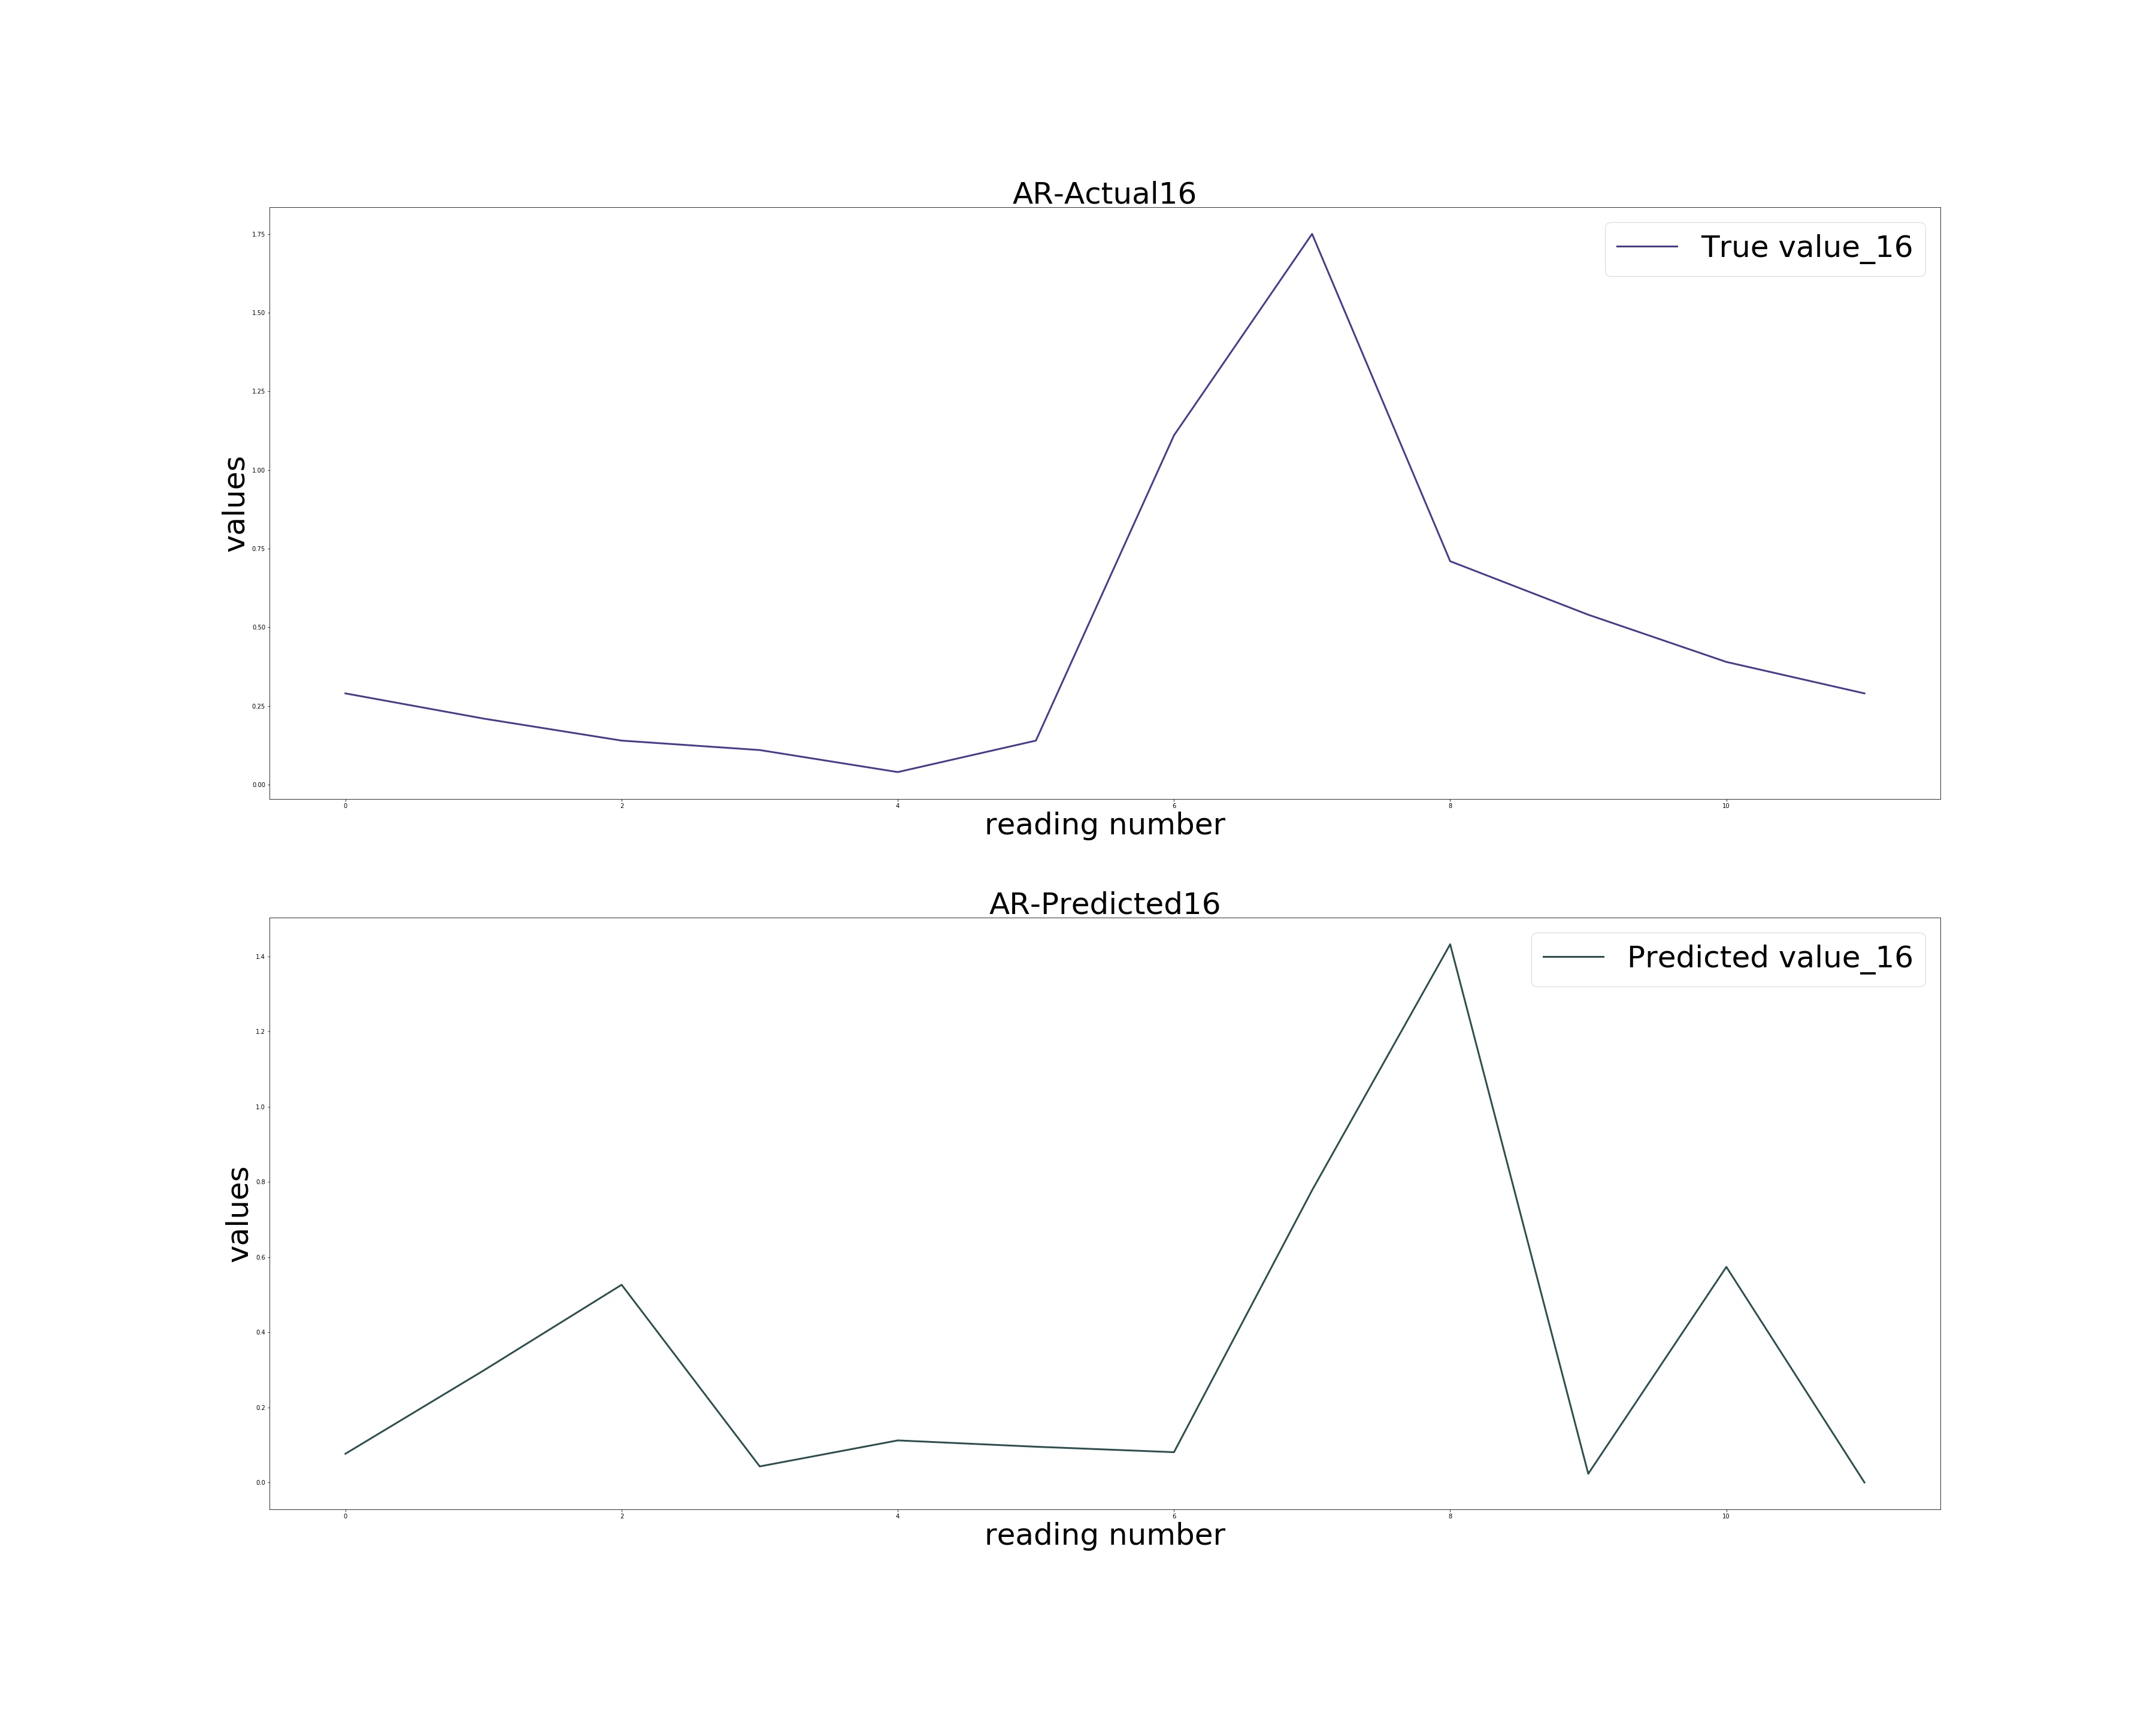 AR-Actual16
True value_16
values
1.75
1.50
1.25
1.00
0.75
0.50
0.25
0.00
0 2 4 6 8 10
reading number
AR-Predicted16
Predicted value_16
values
1.4
1.2
1.0
0.8
0.6
0.4
0.2
0.0
0 2 4 6 8 10
reading number